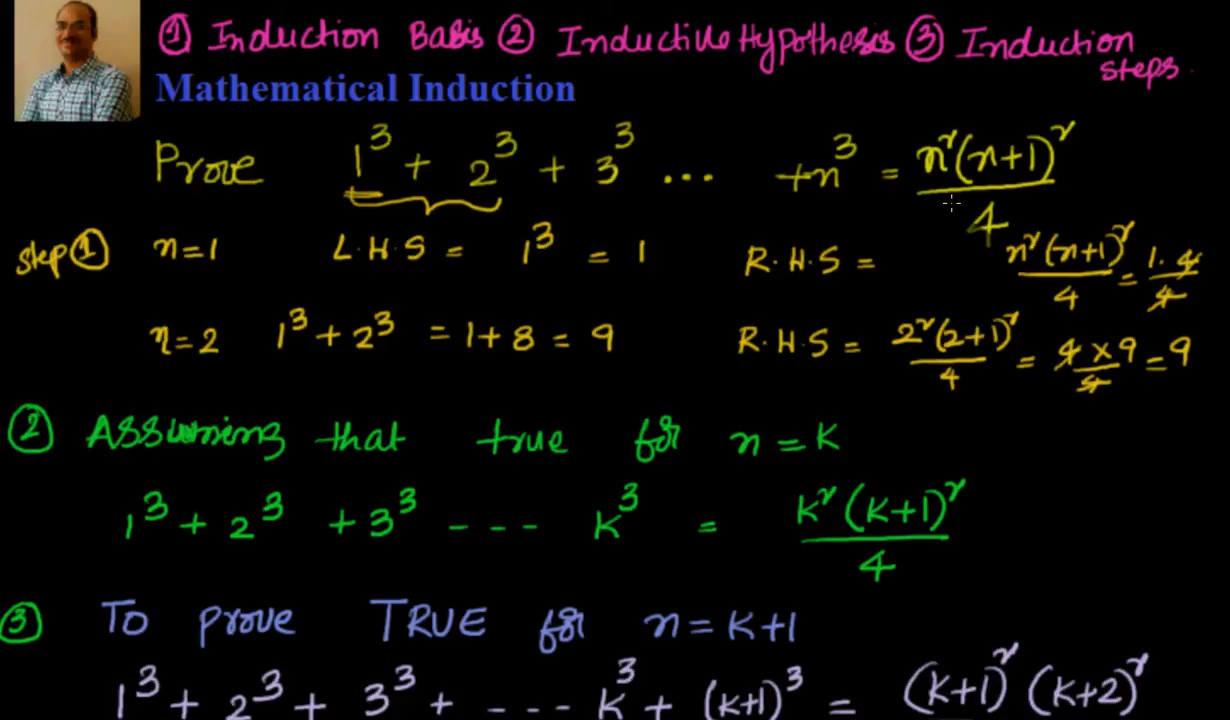 ① Induction Basis ② Inductive Hypothesis ③ Induction steps.
Mathematical Induction
Prove 1³ + 2³ + 3³ ... +n³ = n²(n+1)²/4
Step ① n=1 L.H.S = 1³ = 1 R.H.S = n²(n+1)²/4 = 1.4/4
n=2 1³+2³ = 1+8 = 9 R.H.S = 2²(2+1)²/4 = 4×9/4 = 9
② Assuming that true for n=K
1³ + 2³ + 3³ --- K³ = K²(K+1)²/4
③ To prove TRUE for n=K+1
1³ + 2³ + 3³ + --- K³ + (K+1)³ = (K+1)² (K+2)²